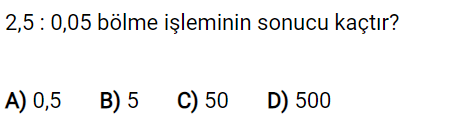 2,5 : 0,05 bölme işleminin sonucu kaçtır?
A) 0,5 B) 5 C) 50 D) 500